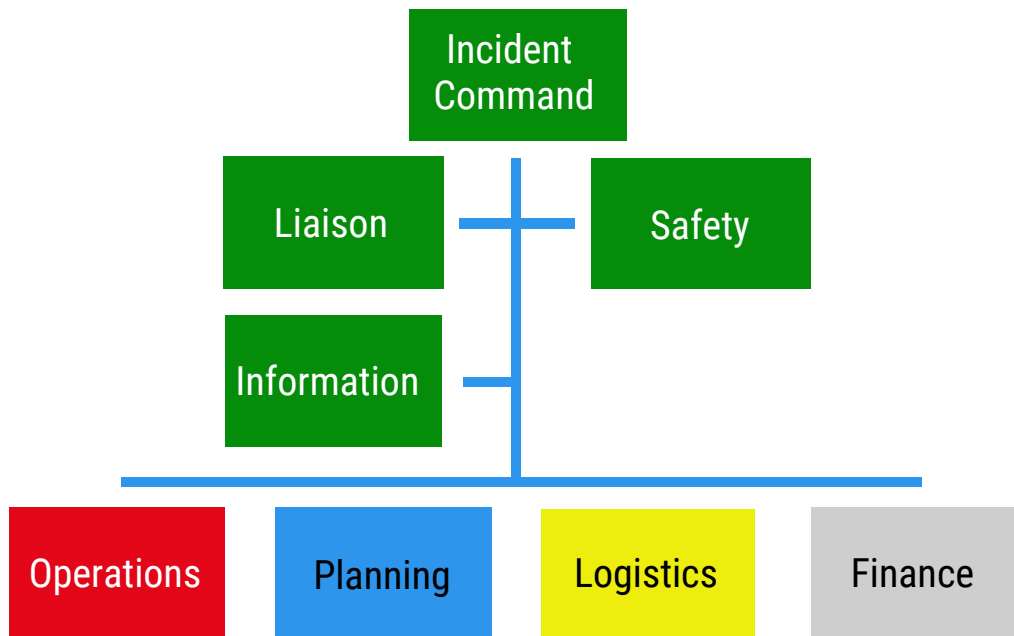 Incident
Command
Liaison
Safety
Information
Operations
Planning
Logistics
Finance